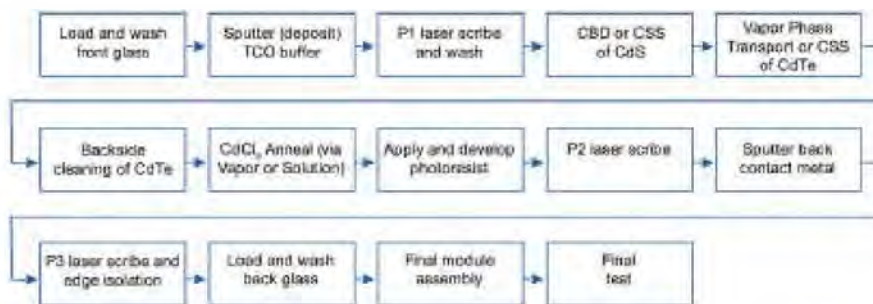 Load and wash
front glass
Sputter (deposit)
TCO buffer
P1 laser scribe
and wash
CBD or CSS
of CdS
Vapor Phase
Transport or CSS
of CdTe
Backside
cleaning of CdTe
CdCl₂ Anneal (via
Vapor or Solution)
Apply and develop
photoresist
P2 laser scribe
Sputter back
contact metal
P3 laser scribe and
edge isolation
Load and wash
back glass
Final module
assembly
Final
test